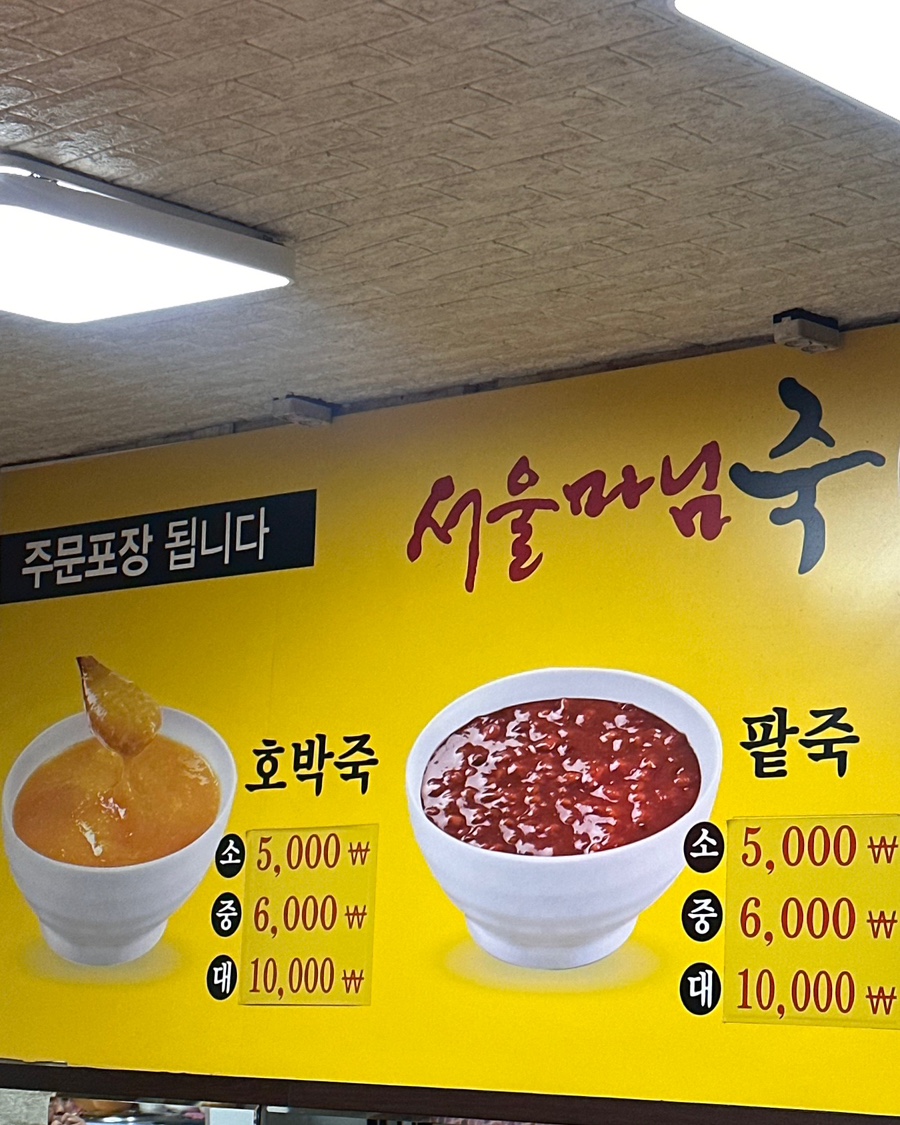 서울마님죽
주문포장 됩니다
호박죽
소 5,000 ₩
중 6,000 ₩
대 10,000 ₩
팥죽
소 5,000 ₩
중 6,000 ₩
대 10,000 ₩